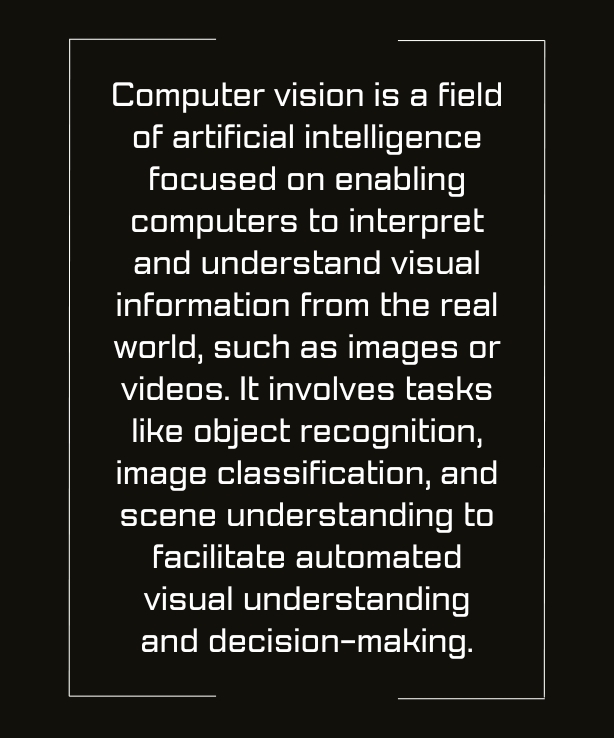 Computer vision is a field
of artificial intelligence
focused on enabling
computers to interpret
and understand visual
information from the real
world, such as images or
videos. It involves tasks
like object recognition,
image classification, and
scene understanding to
facilitate automated
visual understanding
and decision-making.